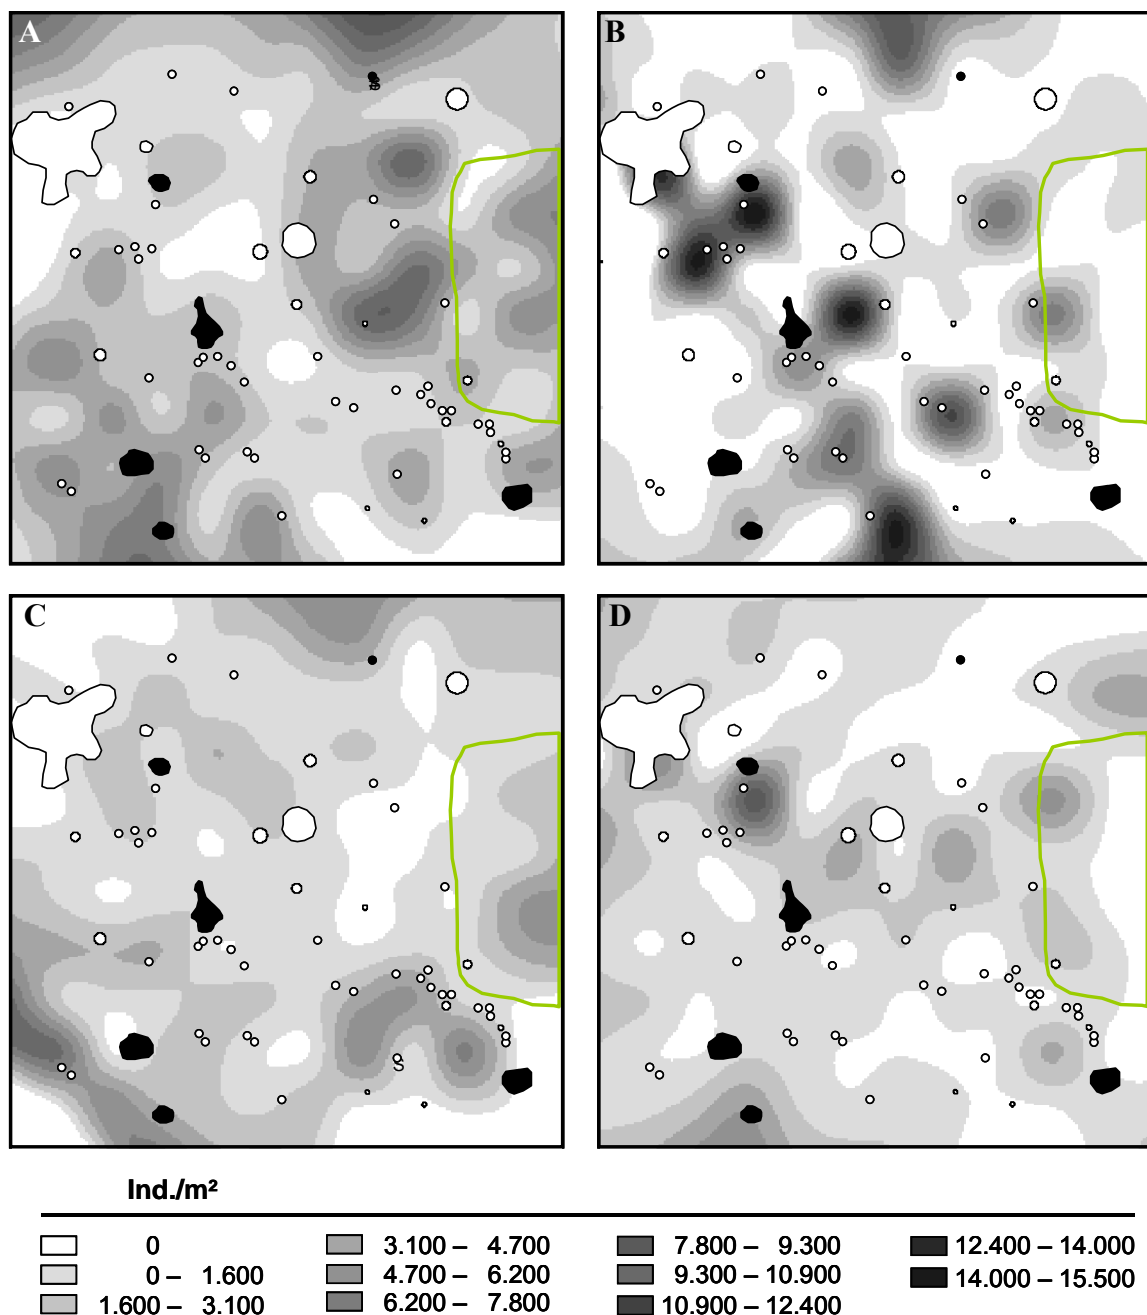 A
B
C
D
Ind./m²
0
0 – 1.600
1.600 – 3.100
3.100 – 4.700
4.700 – 6.200
6.200 – 7.800
7.800 – 9.300
9.300 – 10.900
10.900 – 12.400
12.400 – 14.000
14.000 – 15.500